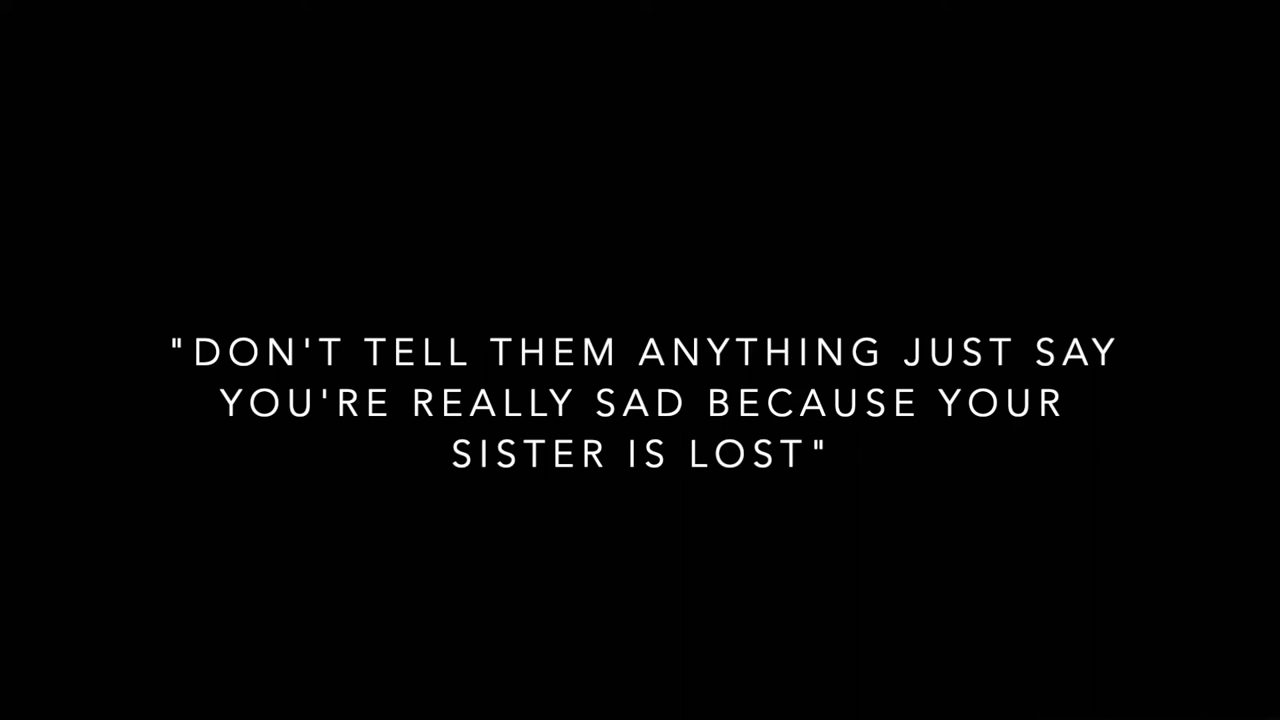 "DON'T TELL THEM ANYTHING JUST SAY
YOU'RE REALLY SAD BECAUSE YOUR
SISTER IS LOST"